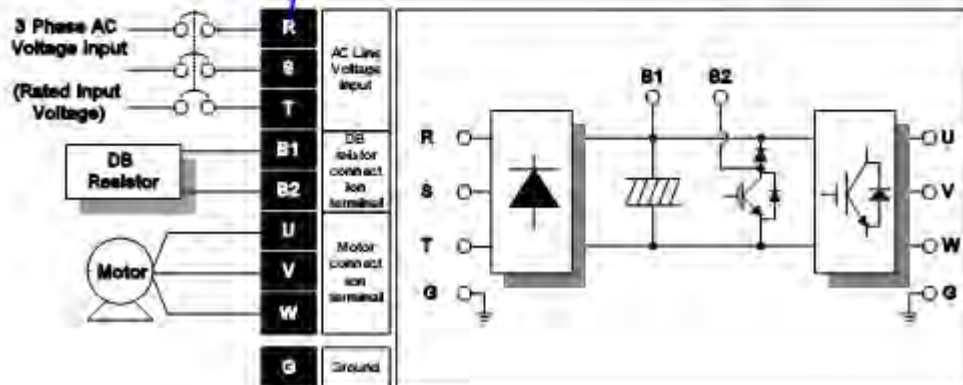 3 Phase AC
Voltage Input
(Rated Input
Voltage)
DB
Resistor
Motor
R
S
T
B1
B2
U
V
W
G
AC Line
Voltage
Input
DB
resistor
connect
ion
terminal
Motor
connect
ion
terminal
Ground
B1
B2
R
S
T
G
U
V
W
G